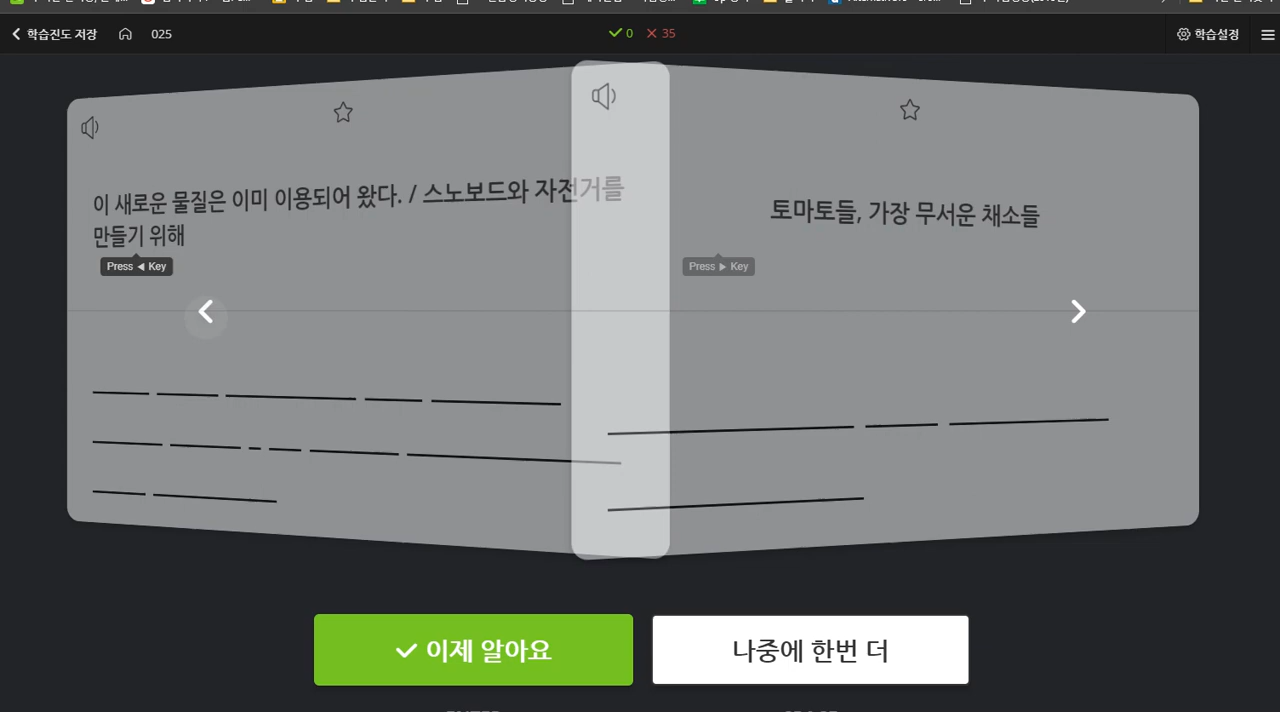 학습진도 저장
025
0
35
학습설정
이 새로운 물질은 이미 이용되어 왔다. / 스노보드와 자전거를
만들기 위해
Press ◀ Key
토마토들, 가장 무서운 채소들
Press ▶ Key
이제 알아요
나중에 한번 더